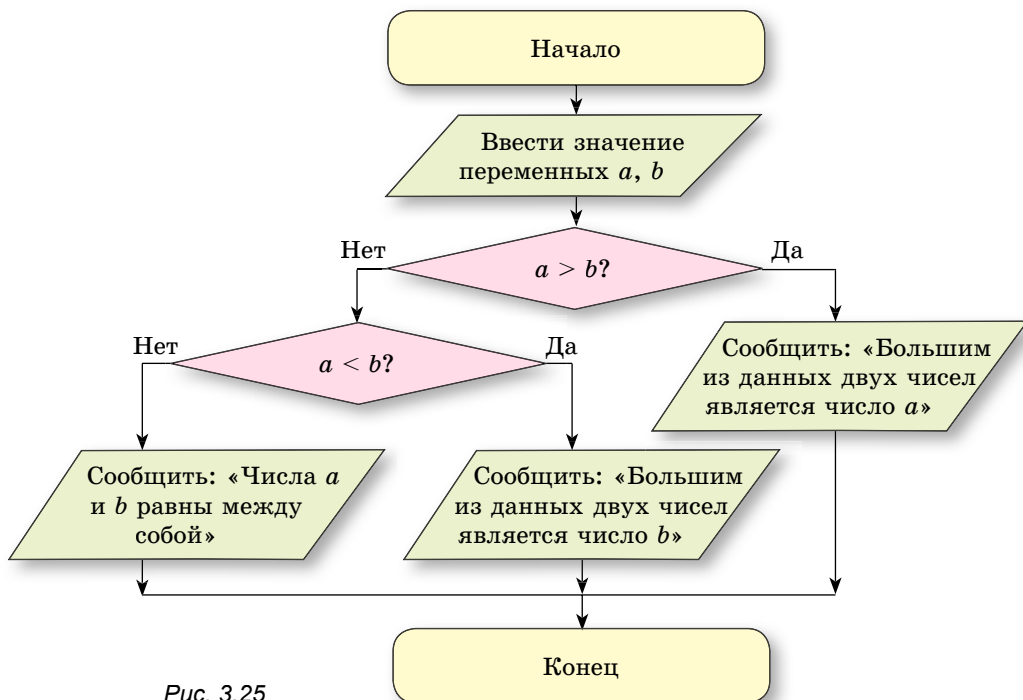 Начало
Ввести значение
переменных a, b
Нет
a > b?
Да
Нет
a < b?
Да
Сообщить: «Большим
из данных двух чисел
является число a»
Сообщить: «Числа a
и b равны между
собой»
Сообщить: «Большим
из данных двух чисел
является число b»
Конец
Рис. 3.25